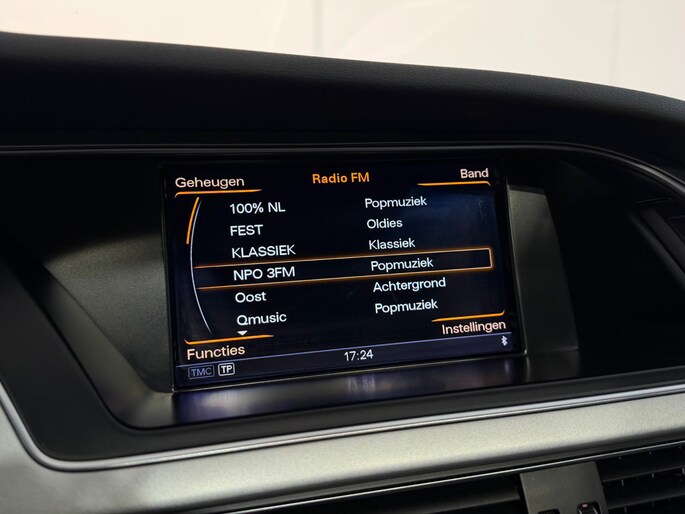 Geheugen Radio FM Band
100% NL Popmuziek
FEST Oldies
KLASSIEK Klassiek
NPO 3FM Popmuziek
Oost Achtergrond
Qmusic Popmuziek
Functies Instellingen
TMC TP 17:24